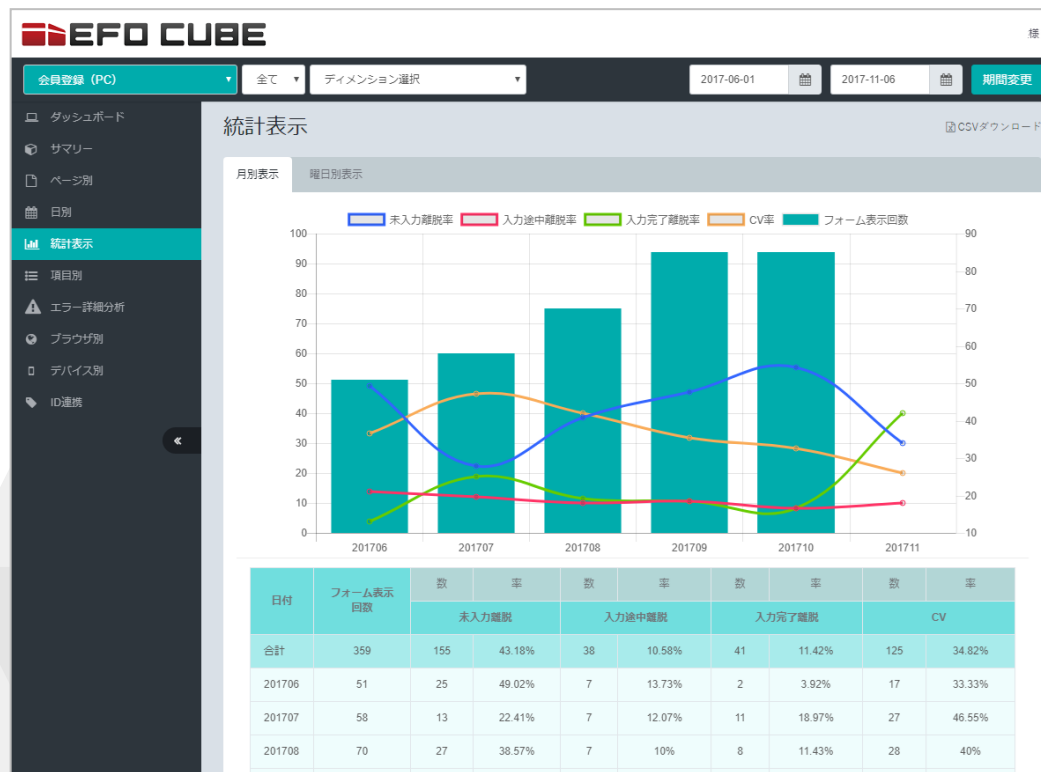 EFO CUBE
様
会員登録（PC） 全て ディメンション選択 2017-06-01 2017-11-06 期間変更
ダッシュボード
サマリー
ページ別
日別
統計表示
項目別
エラー詳細分析
ブラウザ別
デバイス別
ID連携
«
統計表示 CSVダウンロード
月別表示 曜日別表示
未入力離脱率 入力途中離脱率 入力完了離脱率 CV率 フォーム表示回数
100 90
90 80
80 70
70 60
60 50
50 40
40 30
30 20
20 10
10
0
201706 201707 201708 201709 201710 201711
日付 フォーム表示回数 数 率 数 率 数 率 数 率
未入力離脱 入力途中離脱 入力完了離脱 CV
合計 359 155 43.18% 38 10.58% 41 11.42% 125 34.82%
201706 51 25 49.02% 7 13.73% 2 3.92% 17 33.33%
201707 58 13 22.41% 7 12.07% 11 18.97% 27 46.55%
201708 70 27 38.57% 7 10% 8 11.43% 28 40%